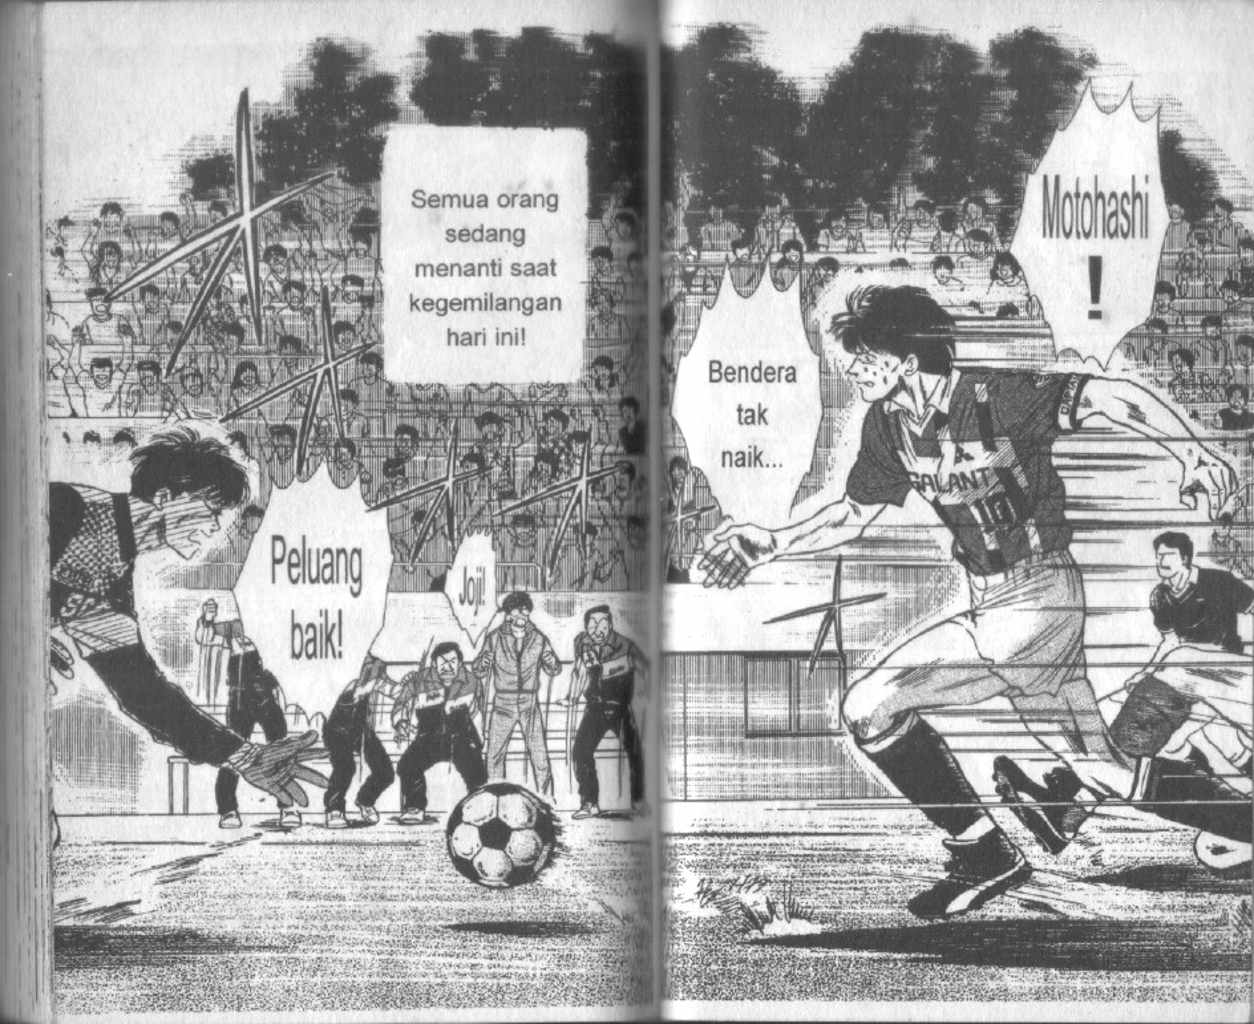 Motohashi
!
Bendera
tak
naik...
GALANT
10
Semua orang
sedang
menanti saat
kegemilangan
hari ini!
Joji!
Peluang
baik!